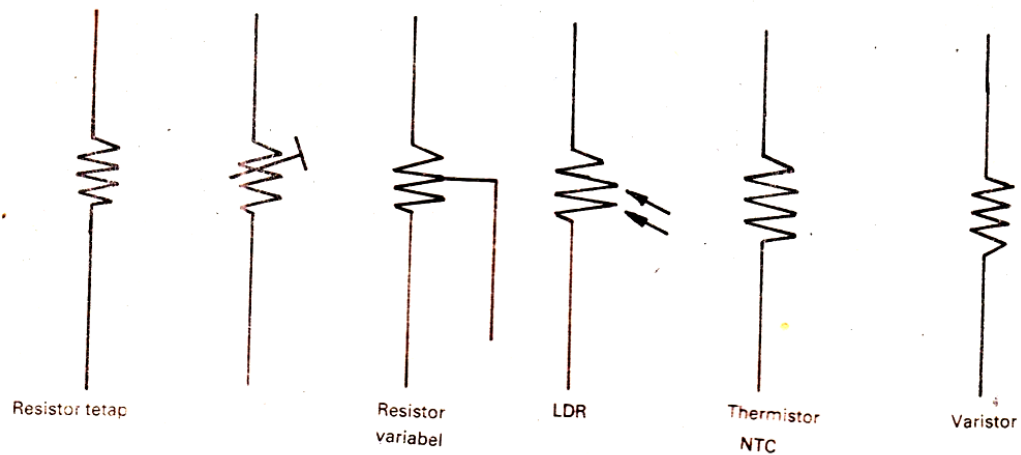 Resistor tetap
Resistor
variabel
LDR
Thermistor
NTC
Varistor